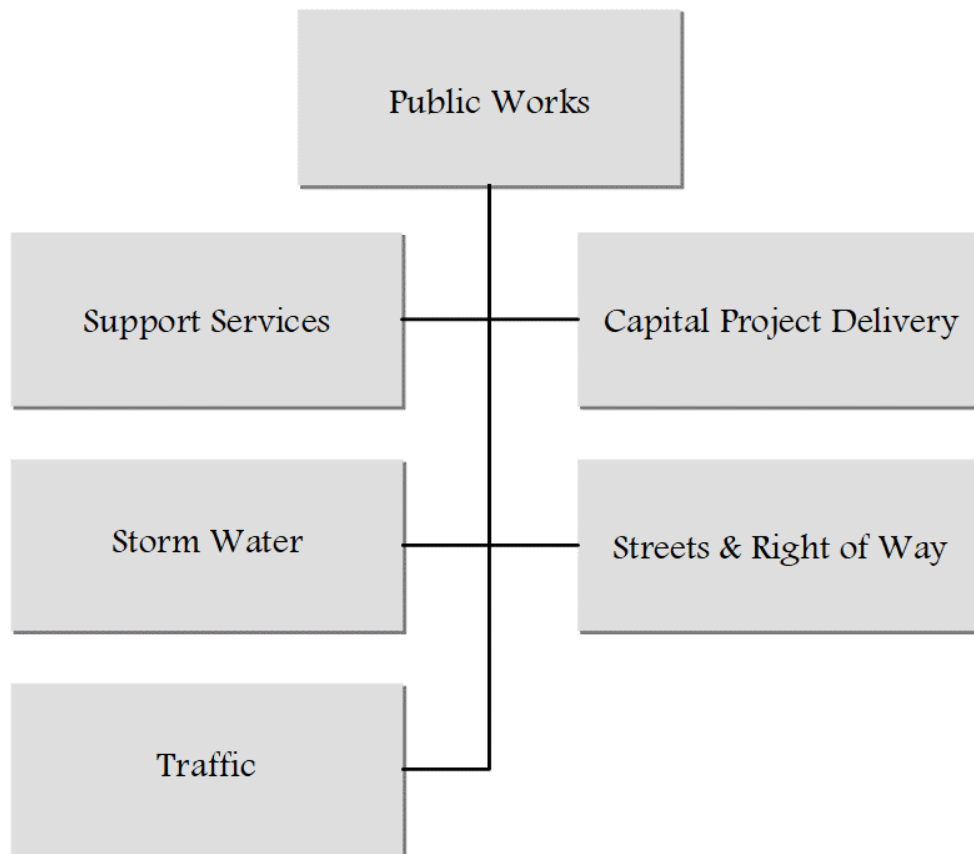 Public Works
Support Services
Capital Project Delivery
Storm Water
Streets & Right of Way
Traffic